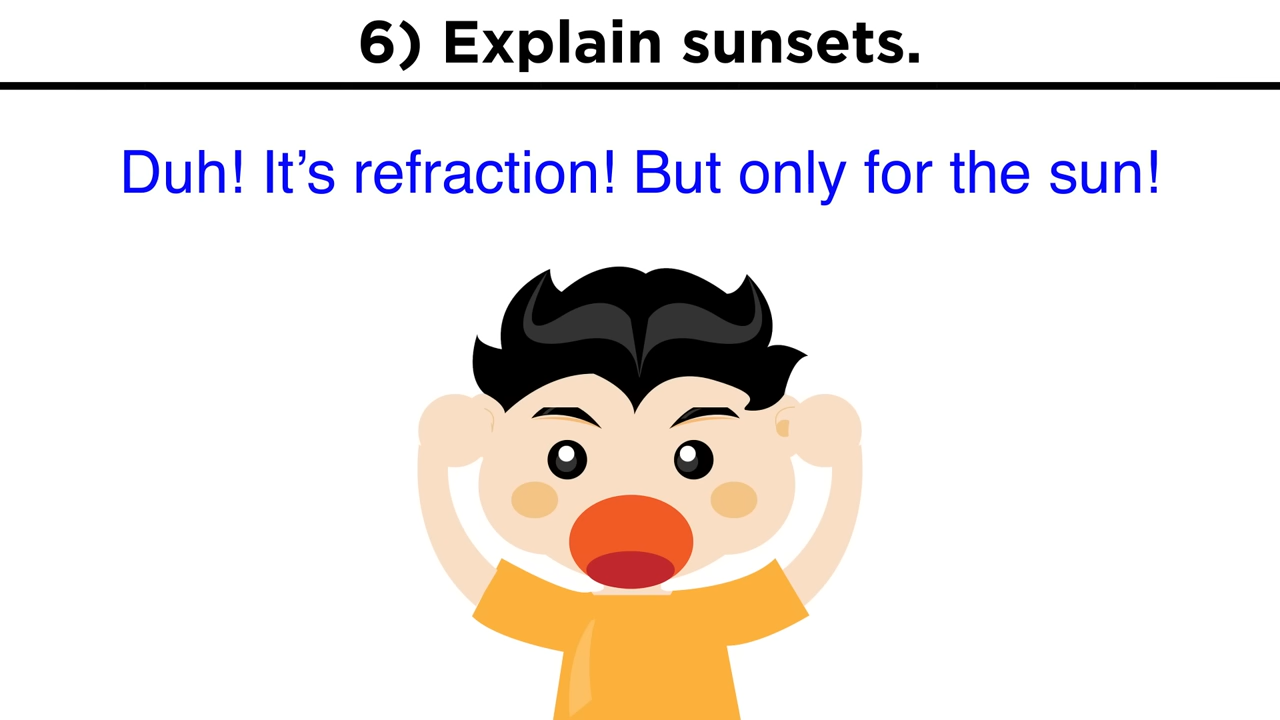 6) Explain sunsets.
Duh! It’s refraction! But only for the sun!